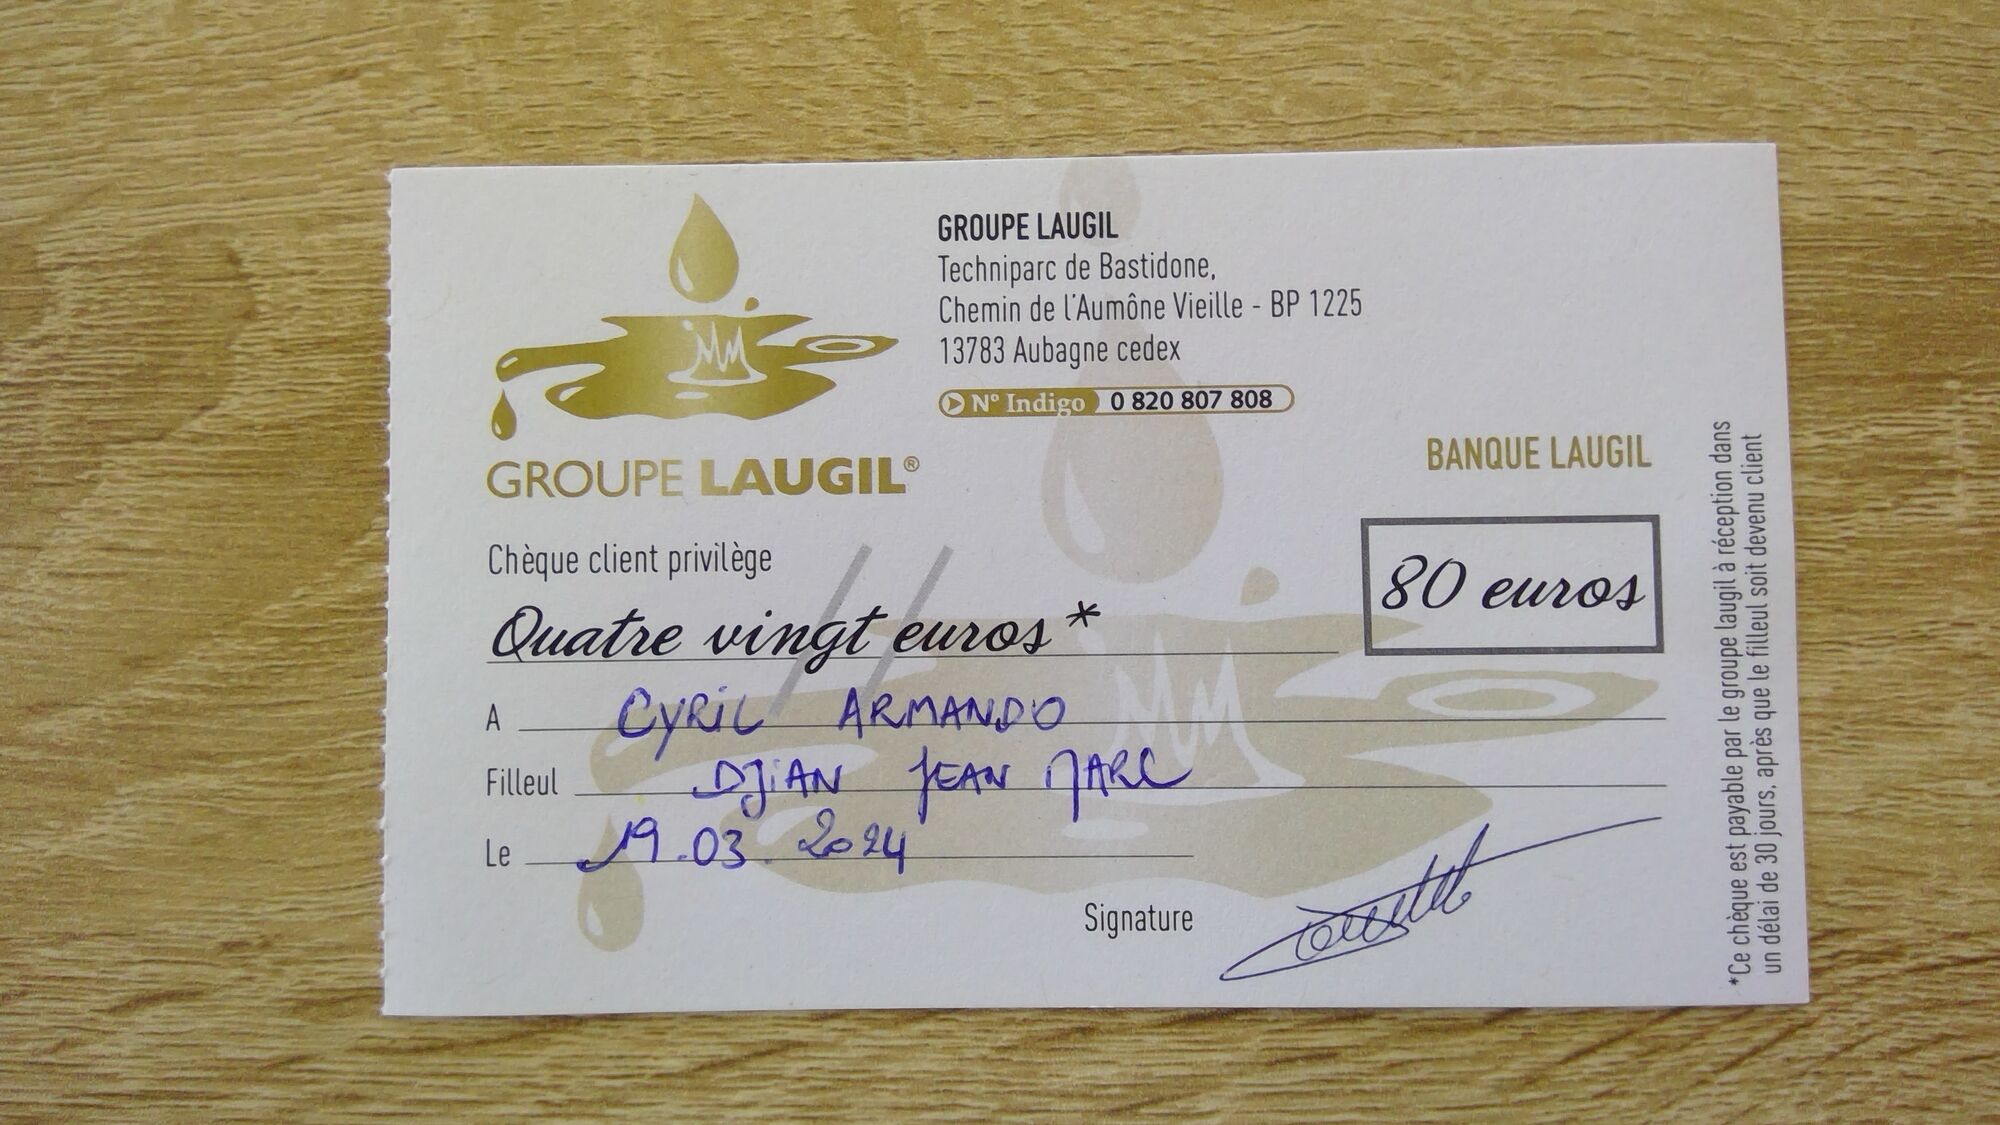 GROUPE LAUGIL
Techniparc de Bastidone,
Chemin de l'Aumône Vieille - BP 1225
13783 Aubagne cedex
N° Indigo 0 820 807 808
MM
GROUPE LAUGIL®
BANQUE LAUGIL
Chèque client privilège
80 euros
Quatre vingt euros*
A CYRIL ARMANDO
Filleul DJIAN JEAN MARC
Le 19.03.2024
Signature
*Ce chèque est payable par le groupe laugil à réception dans
un délai de 30 jours, après que le filleul soit devenu client